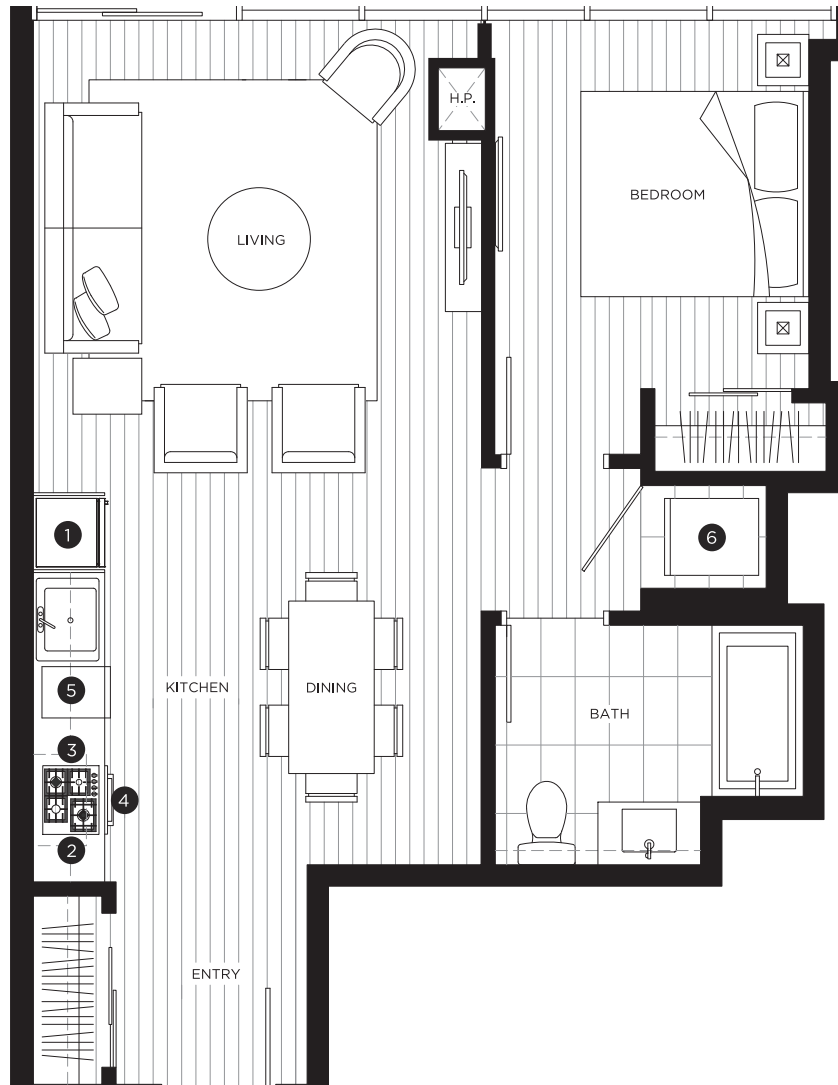 H.P.
BEDROOM
LIVING
1
6
5
KITCHEN
DINING
BATH
3
4
2
ENTRY